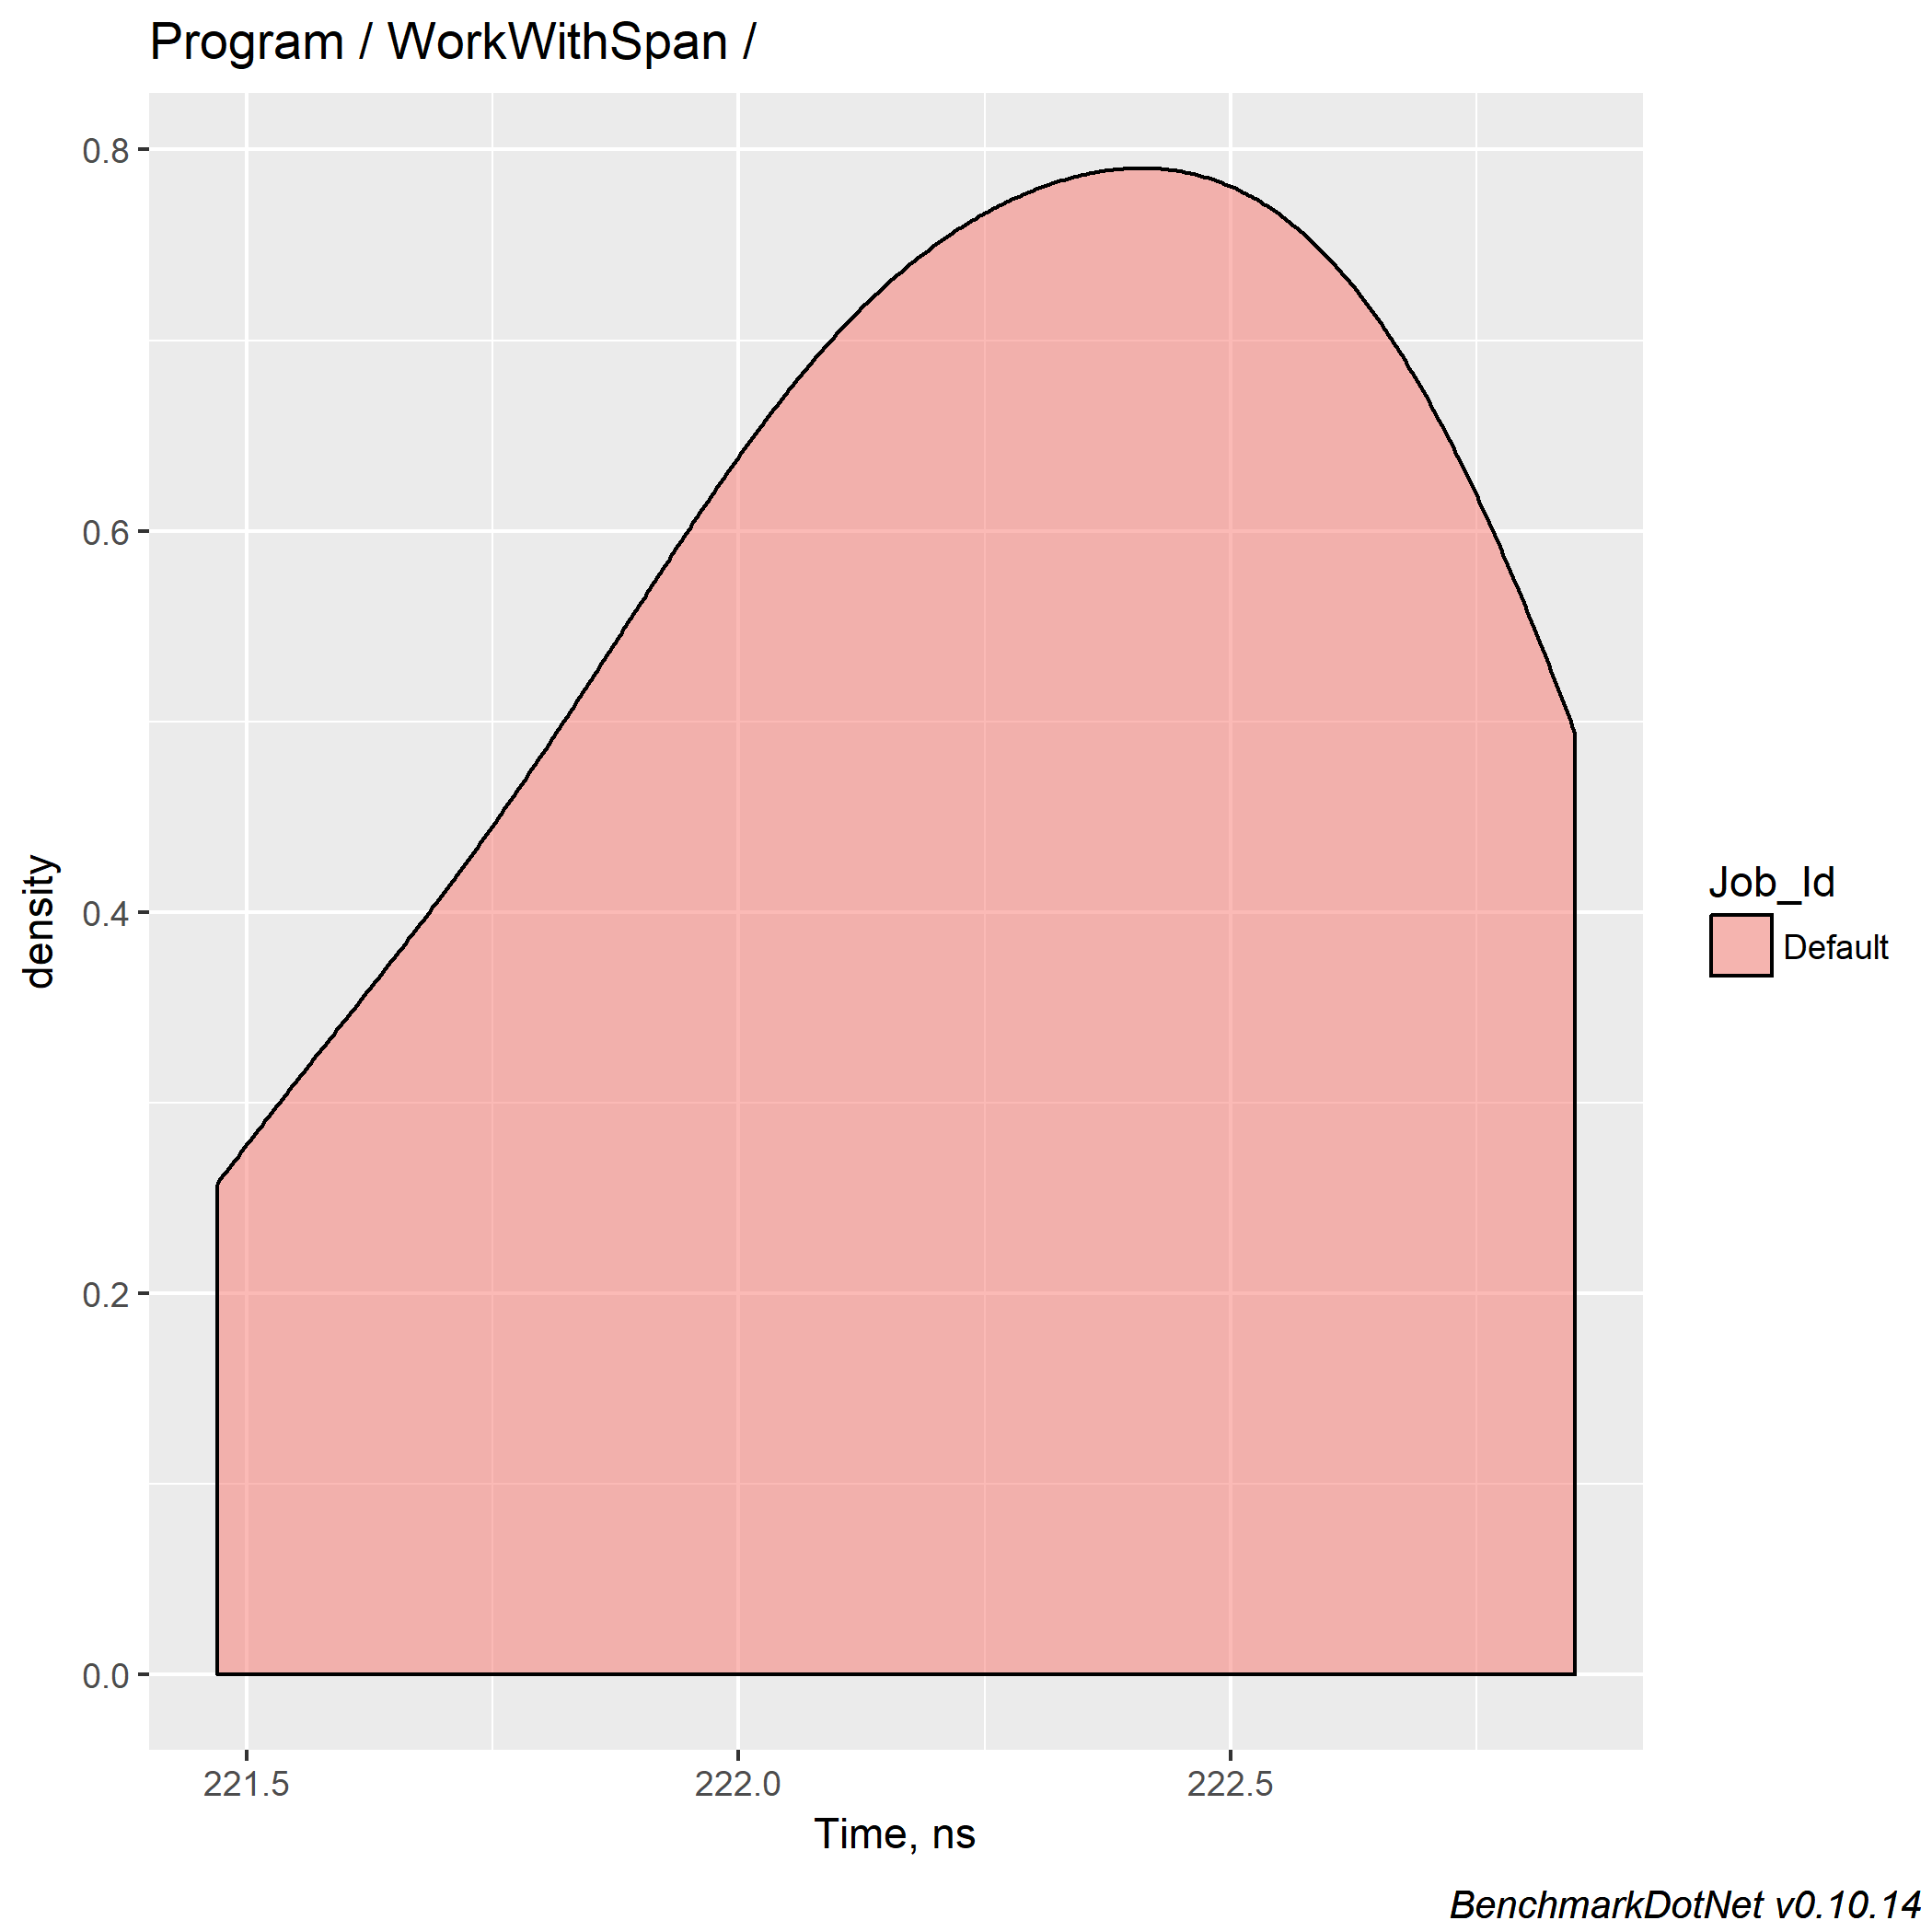 Program / WorkWithSpan /
0.8
0.6
0.4
0.2
0.0
density
221.5
222.0
222.5
Time, ns
Job_Id
Default
BenchmarkDotNet v0.10.14